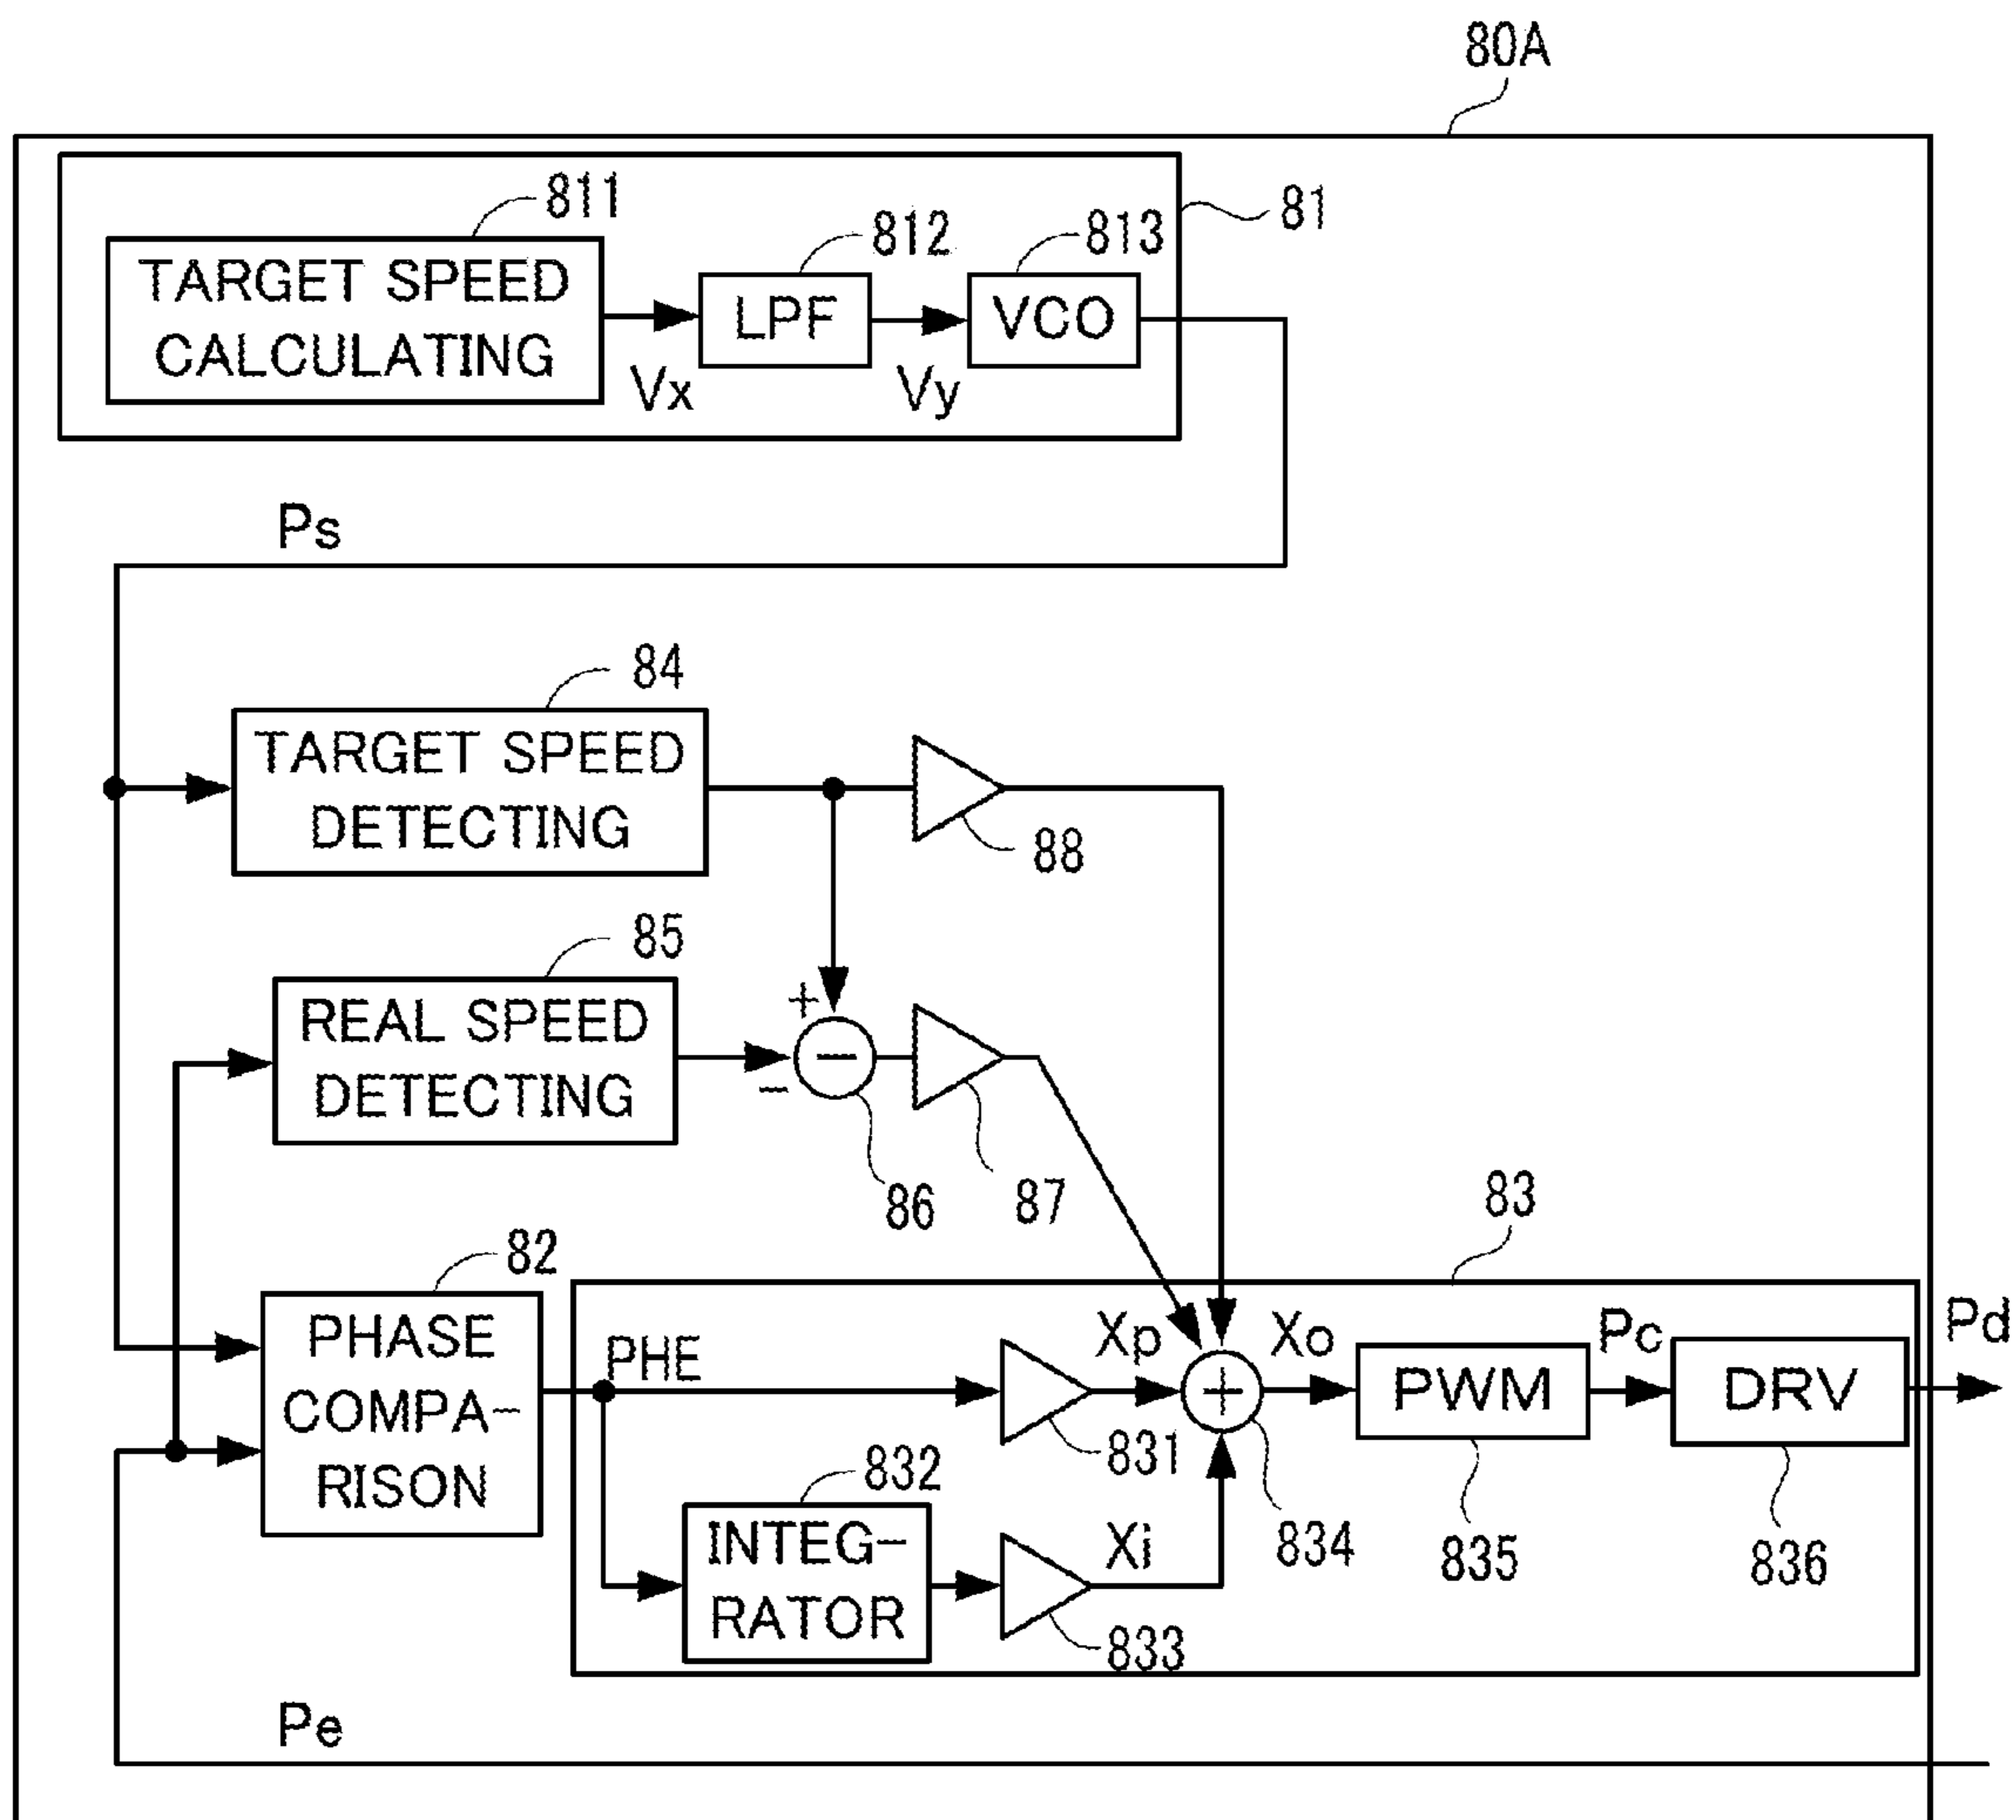 80A
811
812
813
81
TARGET SPEED
CALCULATING
LPF
VCO
Vx
Vy
Ps
84
TARGET SPEED
DETECTING
88
85
REAL SPEED
DETECTING
+
-
−
86
87
83
82
PHASE
COMPA-
RISON
PHE
Xp
Xo
Pc
Pd
+
PWM
DRV
831
832
INTEG-
RATOR
Xi
833
834
835
836
Pe